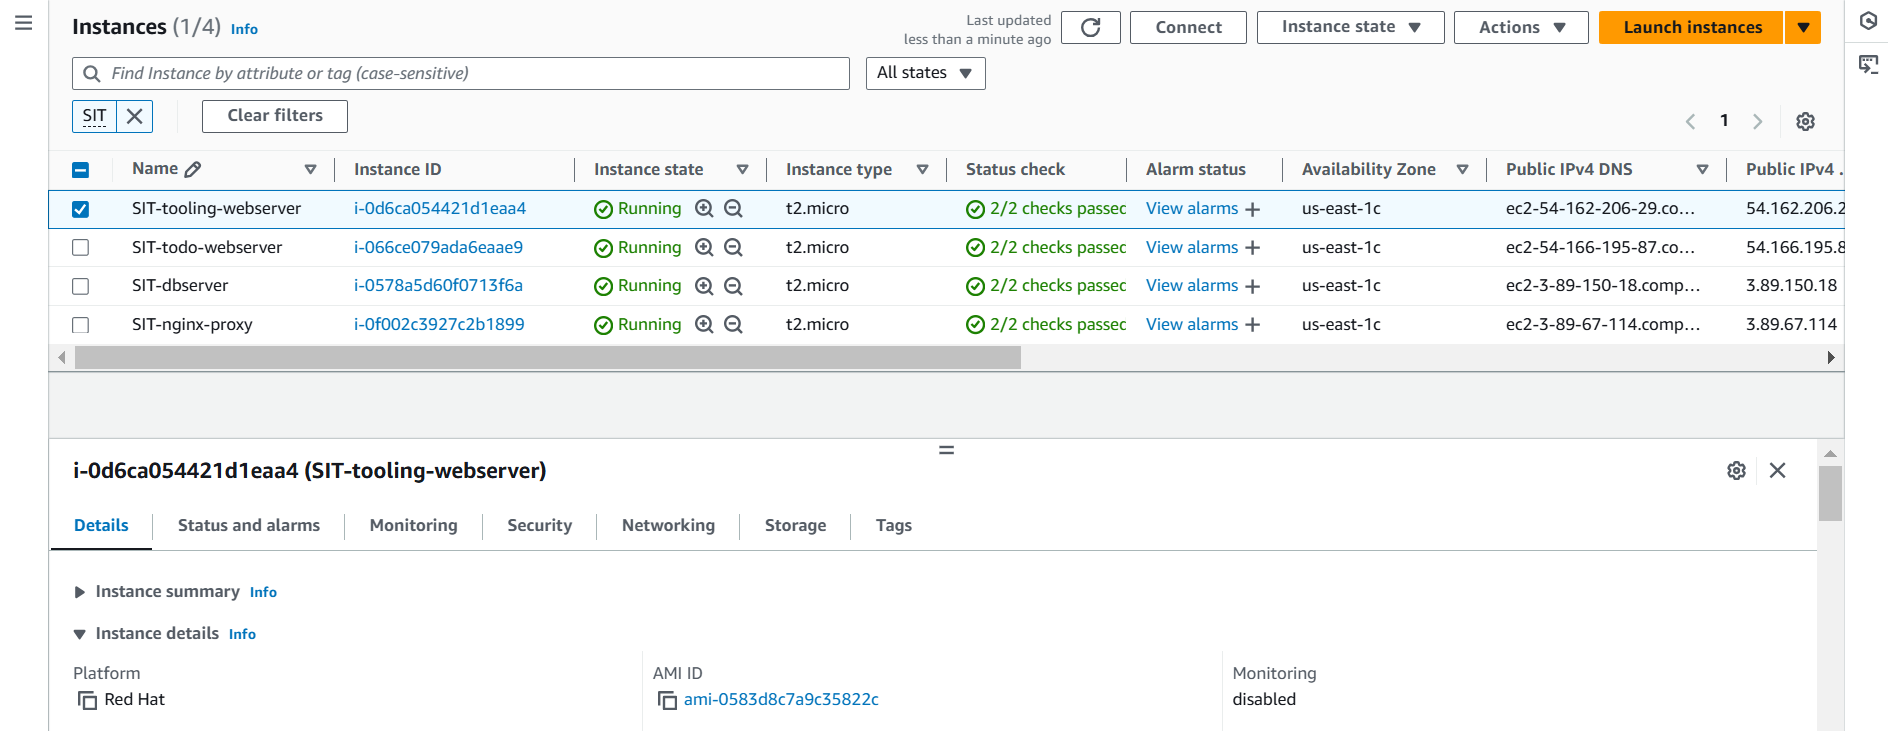 Instances (1/4) Info
Last updated
less than a minute ago
Connect
Instance state
Actions
Launch instances
Find Instance by attribute or tag (case-sensitive)
All states
SIT
Clear filters
1
Name Instance ID Instance state Instance type Status check Alarm status Availability Zone Public IPv4 DNS Public IPv4 ...
SIT-tooling-webserver i-0d6ca054421d1eaa4 Running t2.micro 2/2 checks passed View alarms + us-east-1c ec2-54-162-206-29.co... 54.162.206.2
SIT-todo-webserver i-066ce079ada6eaae9 Running t2.micro 2/2 checks passed View alarms + us-east-1c ec2-54-166-195-87.co... 54.166.195.8
SIT-dbserver i-0578a5d60f0713f6a Running t2.micro 2/2 checks passed View alarms + us-east-1c ec2-3-89-150-18.comp... 3.89.150.18
SIT-nginx-proxy i-0f002c3927c2b1899 Running t2.micro 2/2 checks passed View alarms + us-east-1c ec2-3-89-67-114.comp... 3.89.67.114
i-0d6ca054421d1eaa4 (SIT-tooling-webserver)
Details Status and alarms Monitoring Security Networking Storage Tags
Instance summary Info
Instance details Info
Platform
Red Hat
AMI ID
ami-0583d8c7a9c35822c
Monitoring
disabled